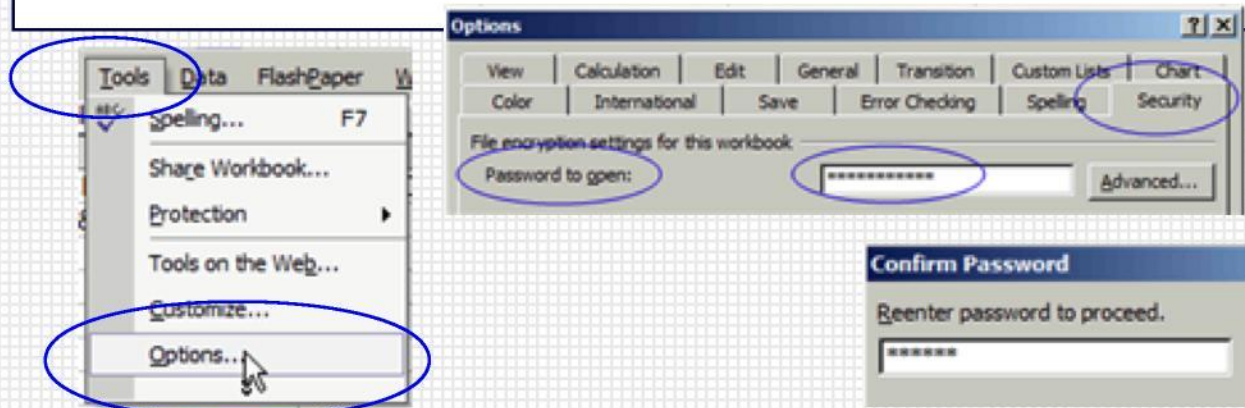 Tools Data FlashPaper
ABC Spelling... F7
Share Workbook...
Protection
Tools on the Web...
Customize...
Options...
Options
View Calculation Edit General Transition Custom Lists Chart
Color International Save Error Checking Spelling Security
File encryption settings for this workbook
Password to open: *********** Advanced...
Confirm Password
Reenter password to proceed.
******